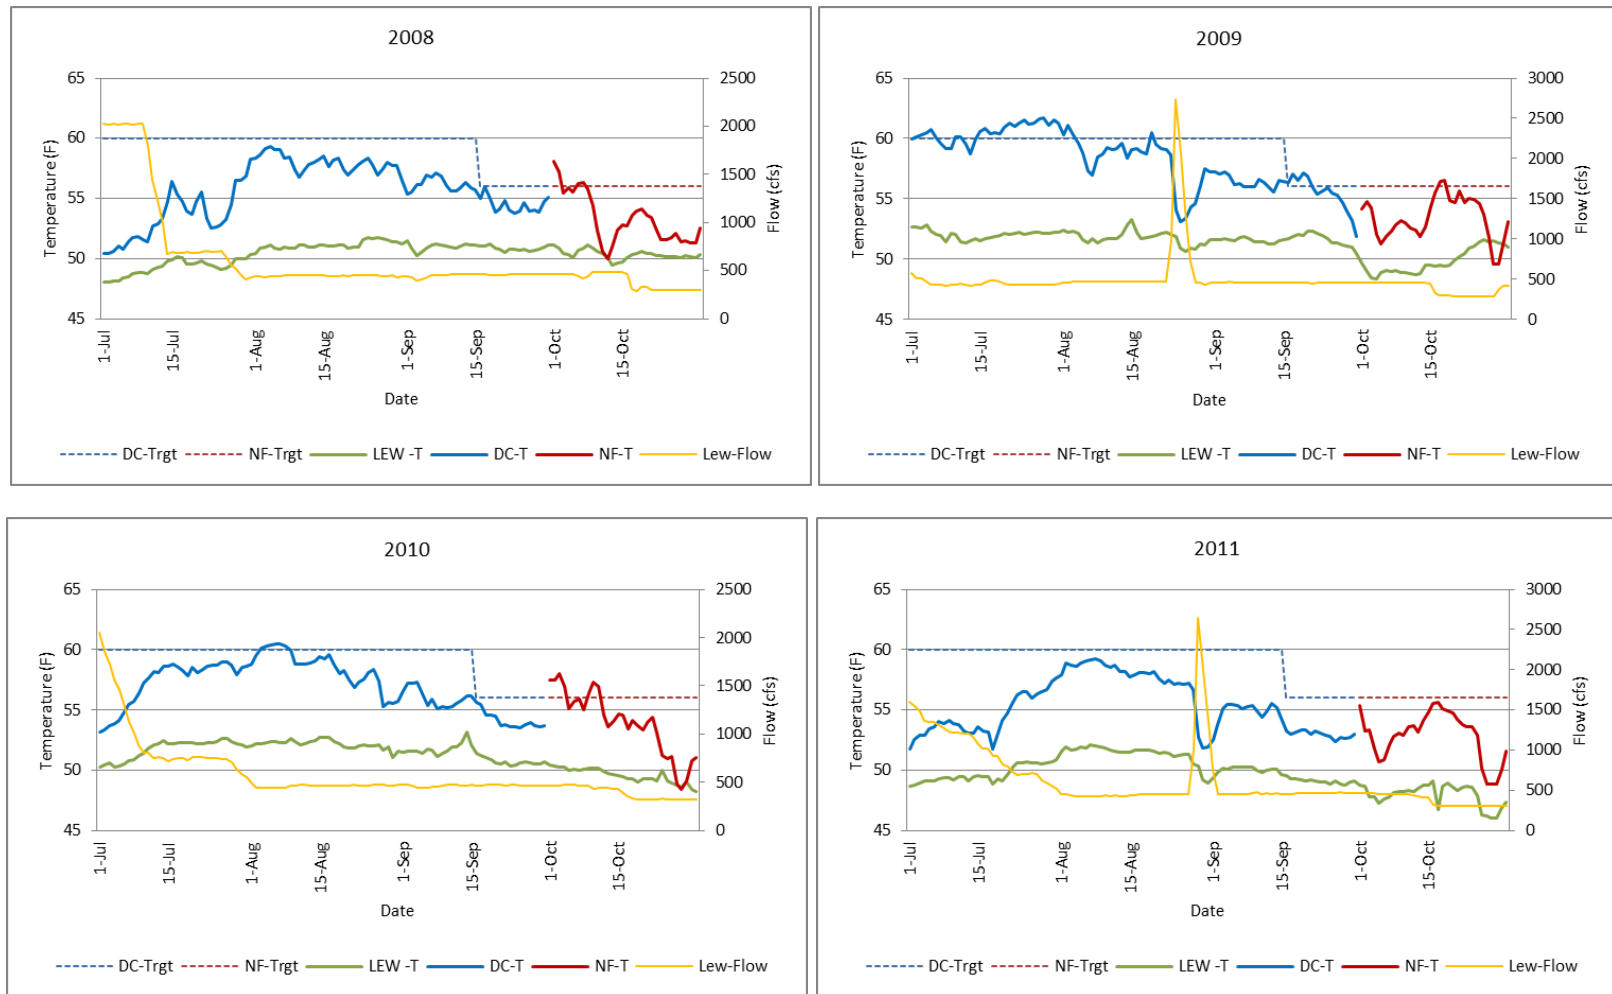 2008
65
60
55
50
45
Temperature (F)
2500
2000
1500
1000
500
0
Flow (cfs)
1-Jul
15-Jul
1-Aug
15-Aug
1-Sep
15-Sep
1-Oct
15-Oct
Date
DC-Trgt NF-Trgt LEW -T DC-T NF-T Lew-Flow
2009
65
60
55
50
45
Temperature (F)
3000
2500
2000
1500
1000
500
0
Flow (cfs)
1-Jul
15-Jul
1-Aug
15-Aug
1-Sep
15-Sep
1-Oct
15-Oct
Date
DC-Trgt NF-Trgt LEW -T DC-T NF-T Lew-Flow
2010
65
60
55
50
45
Temperature (F)
2500
2000
1500
1000
500
0
Flow (cfs)
1-Jul
15-Jul
1-Aug
15-Aug
1-Sep
15-Sep
1-Oct
15-Oct
Date
DC-Trgt NF-Trgt LEW -T DC-T NF-T Lew-Flow
2011
65
60
55
50
45
Temperature (F)
3000
2500
2000
1500
1000
500
0
Flow (cfs)
1-Jul
15-Jul
1-Aug
15-Aug
1-Sep
15-Sep
1-Oct
15-Oct
Date
DC-Trgt NF-Trgt LEW -T DC-T NF-T Lew-Flow